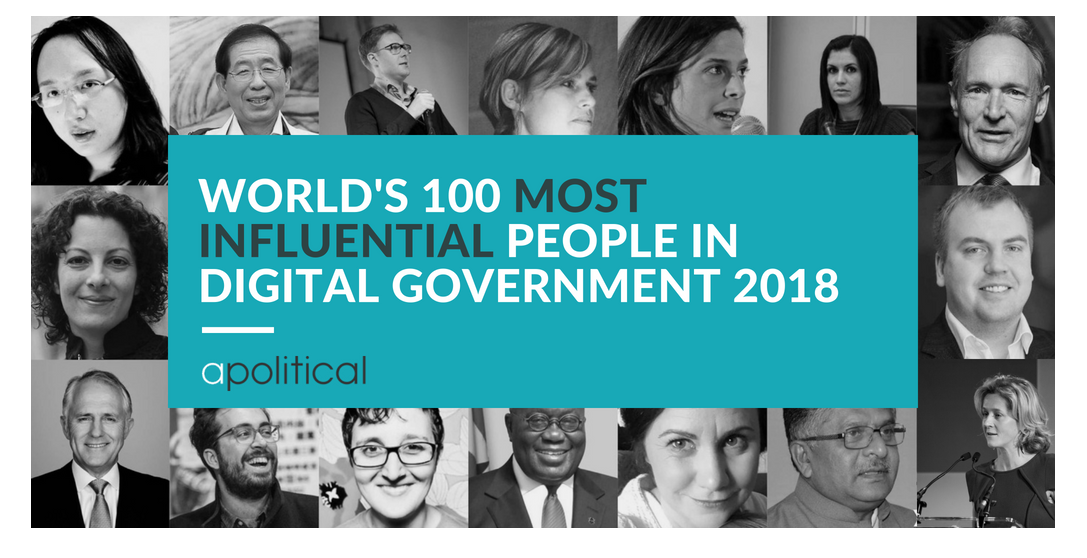 WORLD'S 100 MOST
INFLUENTIAL PEOPLE IN
DIGITAL GOVERNMENT 2018
apolitical